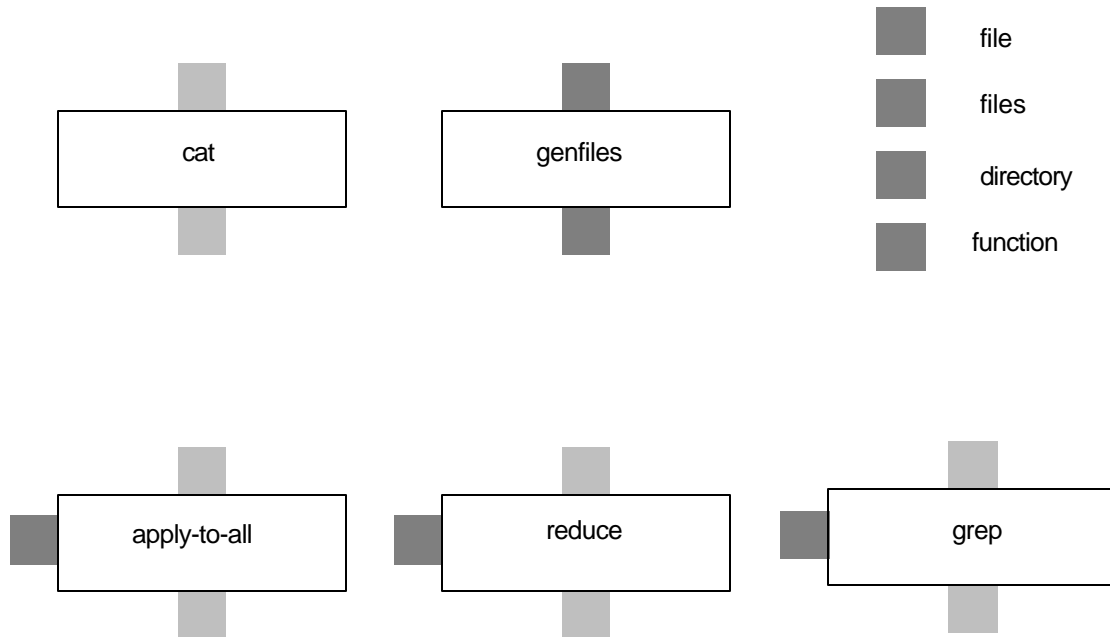 file
files
directory
function
cat
genfiles
apply-to-all
reduce
grep